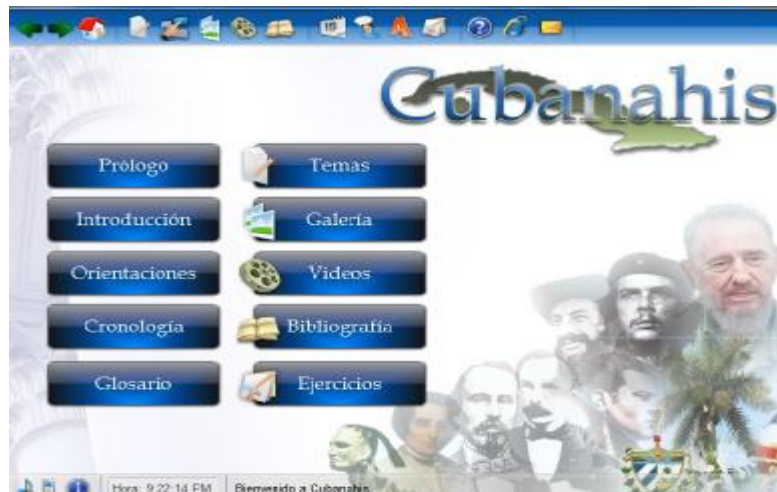 Cubanahis
Prólogo
Temas
Introducción
Galería
Orientaciones
Videos
Cronología
Bibliografía
Glosario
Ejercicios
Hora: 9:22:14 PM
Bienvenido a Cubanahis